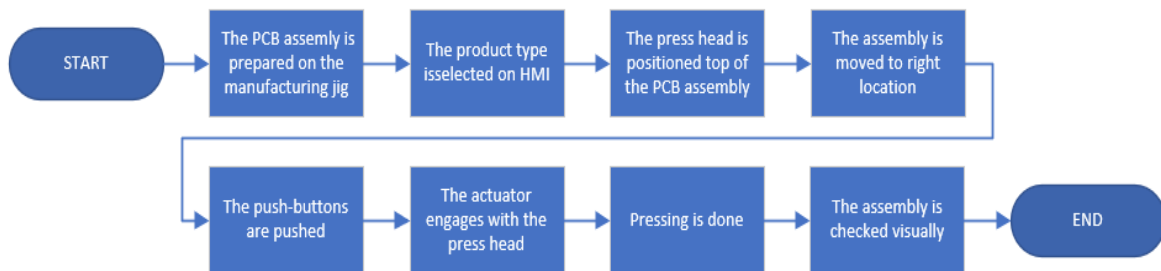 START
The PCB assemly is
prepared on the
manufacturing jig
The product type
isselected on HMI
The press head is
positioned top of
the PCB assembly
The assembly is
moved to right
location
The push-buttons
are pushed
The actuator
engages with the
press head
Pressing is done
The assembly is
checked visually
END